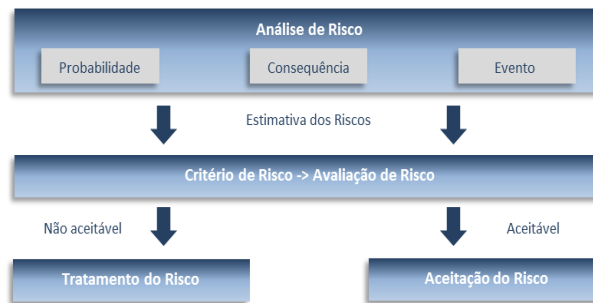 Análise de Risco
Probabilidade
Consequência
Evento
Estimativa dos Riscos
Critério de Risco -> Avaliação de Risco
Não aceitável
Aceitável
Tratamento do Risco
Aceitação do Risco